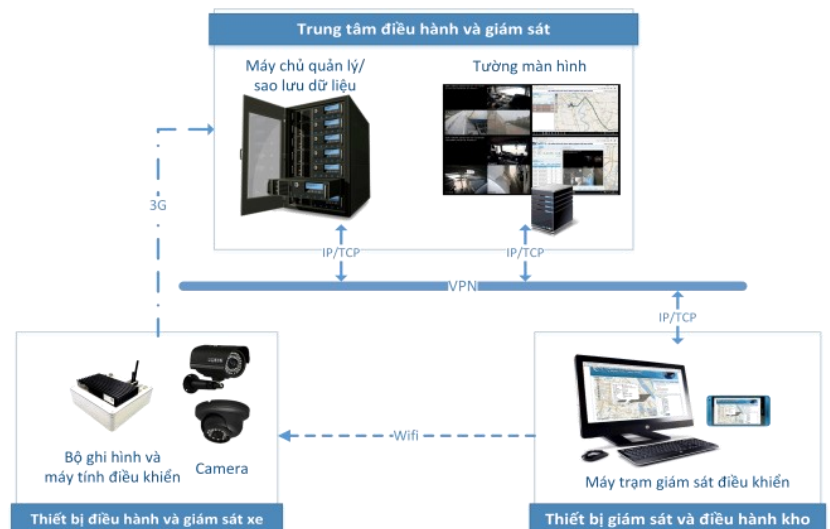 Trung tâm điều hành và giám sát
Máy chủ quản lý/
sao lưu dữ liệu
Tường màn hình
3G
IP/TCP
IP/TCP
VPN
IP/TCP
Bộ ghi hình và
máy tính điều khiển
Camera
Wifi
Máy trạm giám sát điều khiển
Thiết bị điều hành và giám sát xe
Thiết bị giám sát và điều hành kho